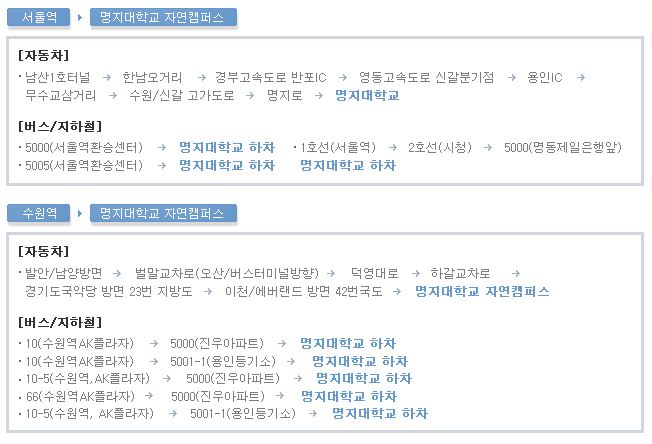 서울역 명지대학교 자연캠퍼스
[자동차]
· 남산1호터널 → 한남오거리 → 경부고속도로 반포IC → 영동고속도로 신갈분기점 → 용인IC →
무수교삼거리 → 수원/신갈 고가도로 → 명지로 → 명지대학교
[버스/지하철]
· 5000(서울역환승센터) → 명지대학교 하차 · 1호선(서울역) → 2호선(시청) → 5000(명동제일은행앞)
· 5005(서울역환승센터) → 명지대학교 하차 명지대학교 하차
수원역 명지대학교 자연캠퍼스
[자동차]
· 발안/남양방면 → 벌말교차로(오산/버스터미널방향) → 덕영대로 → 하갈교차로 →
경기도국악당 방면 23번 지방도 → 이천/에버랜드 방면 42번국도 → 명지대학교 자연캠퍼스
[버스/지하철]
· 10(수원역AK플라자) → 5000(진우아파트) → 명지대학교 하차
· 10(수원역AK플라자) → 5001-1(용인등기소) → 명지대학교 하차
· 10-5(수원역,AK플라자) → 5000(진우아파트) → 명지대학교 하차
· 66(수원역AK플라자) → 5000(진우아파트) → 명지대학교 하차
· 10-5(수원역, AK플라자) → 5001-1(용인등기소) → 명지대학교 하차